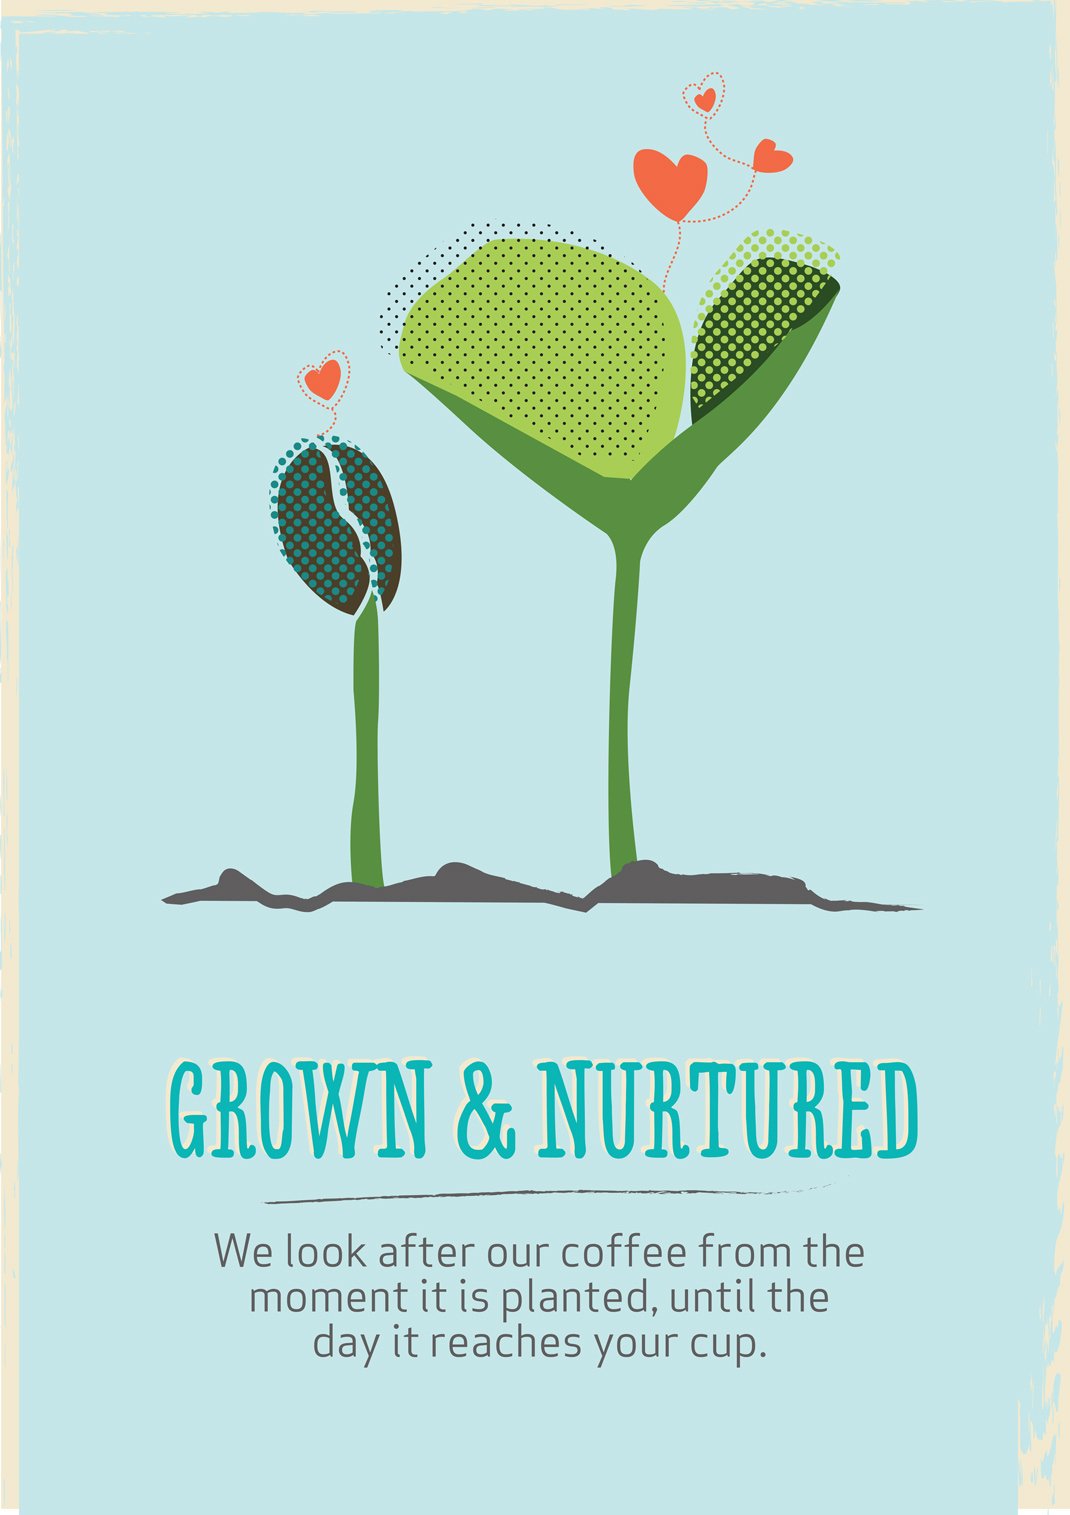 GROWN & NURTURED
We look after our coffee from the
moment it is planted, until the
day it reaches your cup.